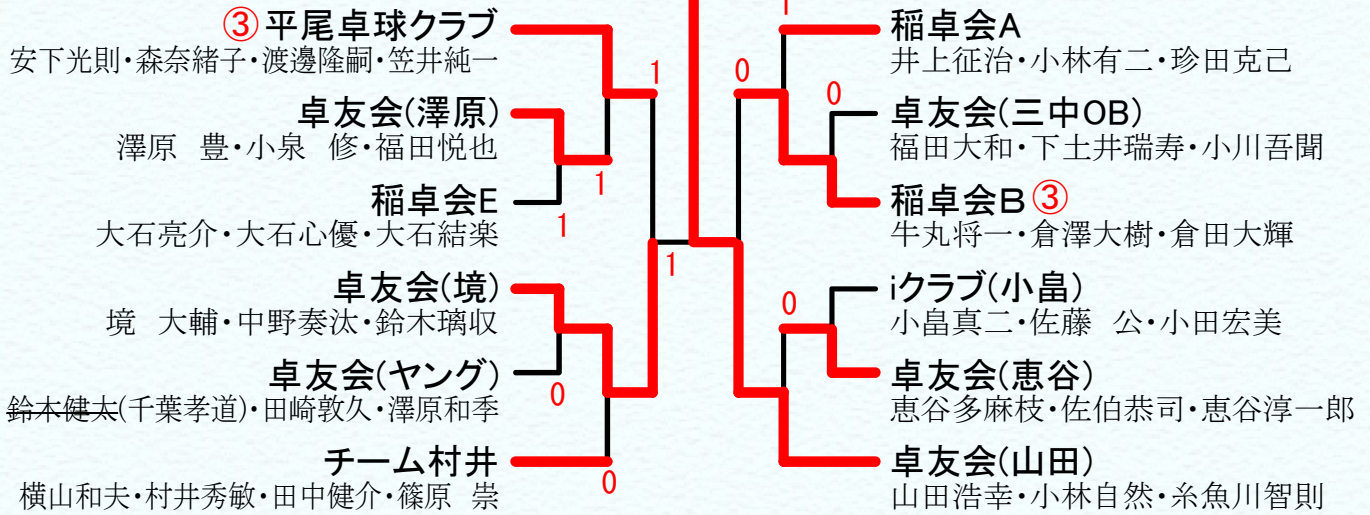 ③平尾卓球クラブ
安下光則・森奈緒子・渡邊隆嗣・笠井純一
卓友会(澤原)
澤原 豊・小泉 修・福田悦也
稲卓会E
大石亮介・大石心優・大石結楽
卓友会(境)
境 大輔・中野奏汰・鈴木璃収
卓友会(ヤング)
鈴木健太(千葉孝道)・田崎敦久・澤原和季
チーム村井
横山和夫・村井秀敏・田中健介・篠原 崇
1
1
1
0
0
1
0
0
0
1
稲卓会A
井上征治・小林有二・珍田克己
卓友会(三中OB)
福田大和・下土井瑞寿・小川吾聞
稲卓会B③
牛丸将一・倉澤大樹・倉田大輝
iクラブ(小畠)
小畠真二・佐藤 公・小田宏美
卓友会(恵谷)
恵谷多麻枝・佐伯恭司・恵谷淳一郎
卓友会(山田)
山田浩幸・小林自然・糸魚川智則